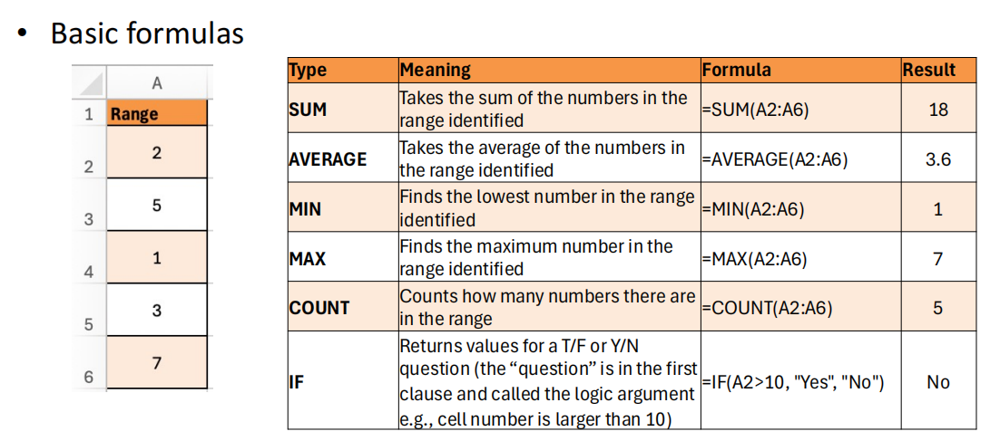 • Basic formulas
A
1 Range
2 2
3 5
4 1
5 3
6 7
Type Meaning Formula Result
SUM Takes the sum of the numbers in the
range identified =SUM(A2:A6) 18
AVERAGE Takes the average of the numbers in
the range identified =AVERAGE(A2:A6) 3.6
MIN Finds the lowest number in the range
identified =MIN(A2:A6) 1
MAX Finds the maximum number in the
range identified =MAX(A2:A6) 7
COUNT Counts how many numbers there are
in the range =COUNT(A2:A6) 5
IF Returns values for a T/F or Y/N
question (the “question” is in the first
clause and called the logic argument
e.g., cell number is larger than 10) =IF(A2>10, "Yes", "No") No